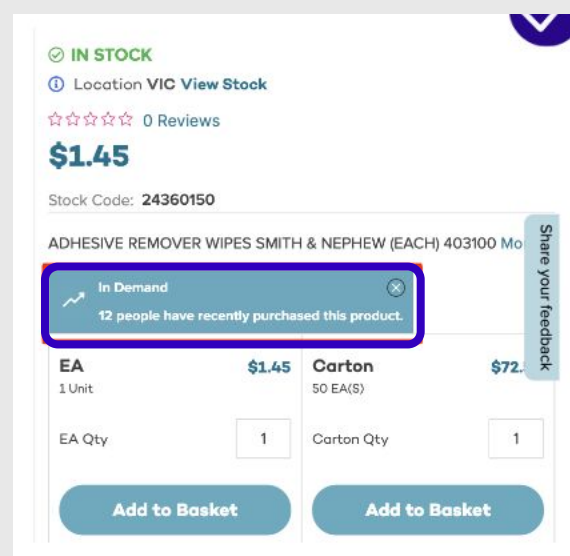 IN STOCK
Location VIC View Stock
0 Reviews
$1.45
Stock Code: 24360150
ADHESIVE REMOVER WIPES SMITH & NEPHEW (EACH) 403100 Mo
In Demand
12 people have recently purchased this product.
EA $1.45
1 Unit
EA Qty 1
Add to Basket
Carton $72.
50 EA(S)
Carton Qty 1
Add to Basket
Share your feedback